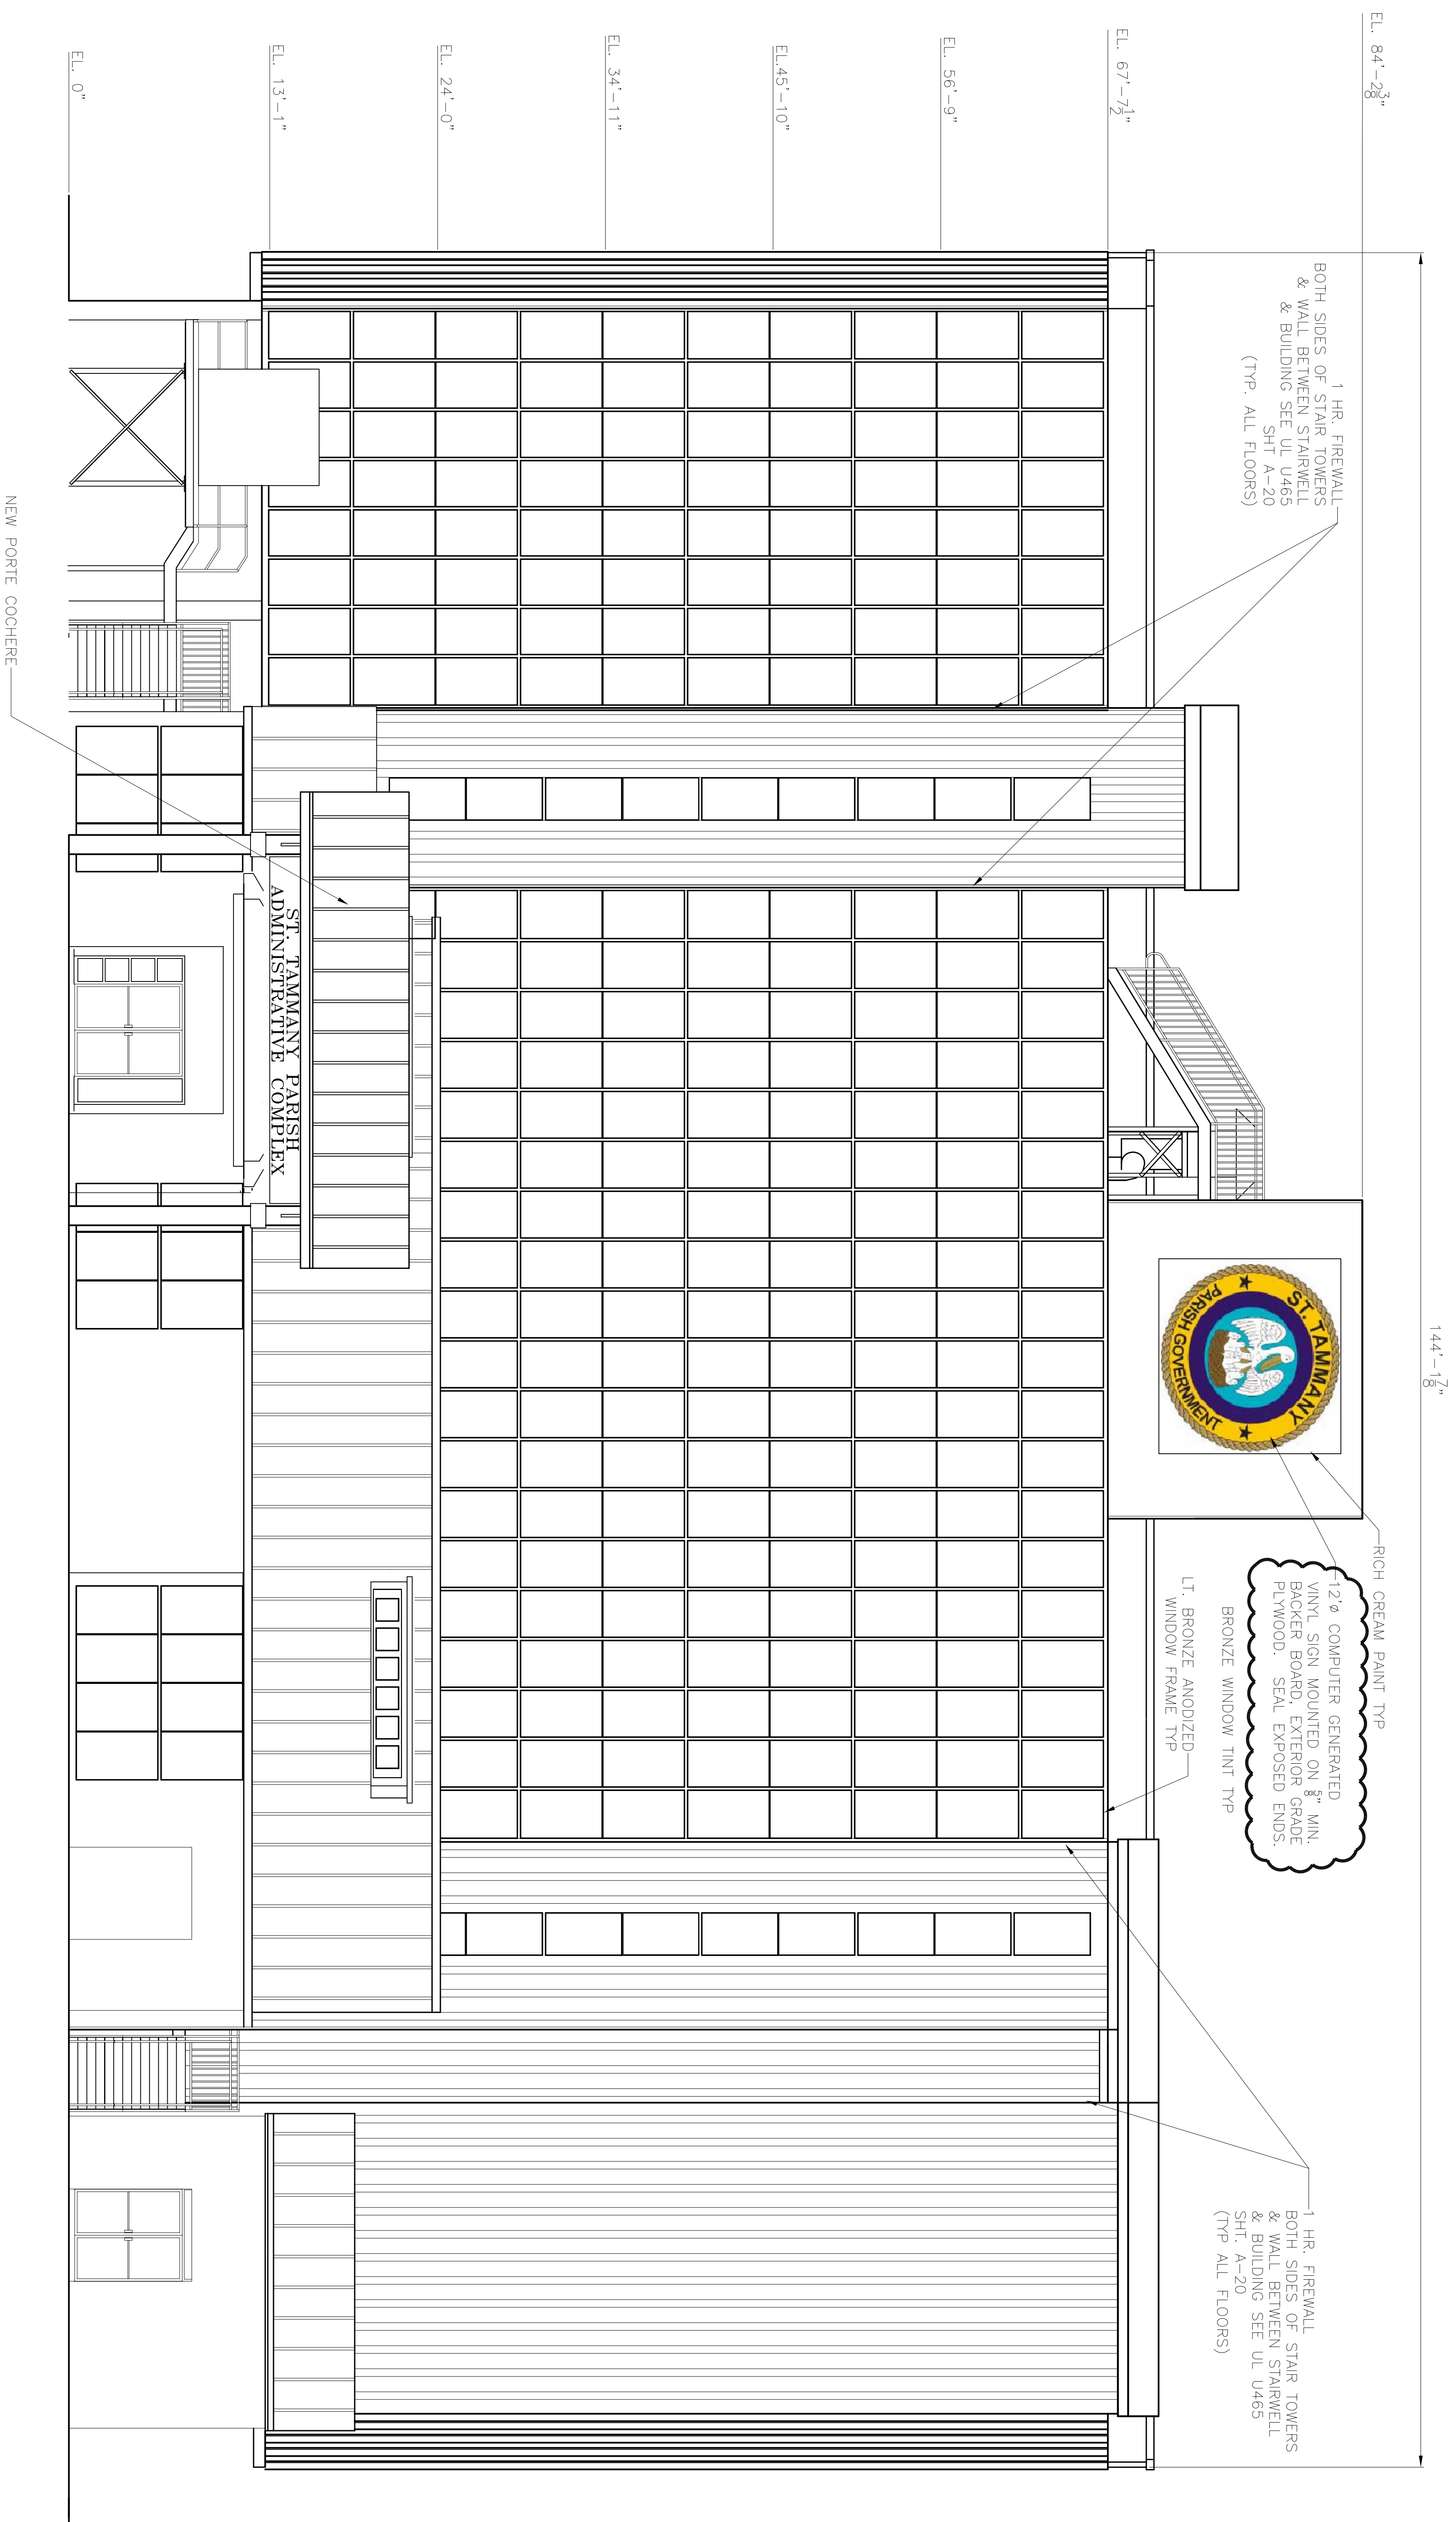 144'-1 7/8"
EL. 84'-2 3/8"
EL. 67'-7 1/2"
EL. 56'-9"
EL.45'-10"
EL. 34'-11"
EL. 24'-0"
EL. 13'-1"
EL. 0"
1 HR. FIREWALL
BOTH SIDES OF STAIR TOWERS
& WALL BETWEEN STAIRWELL
& BUILDING SEE UL U465
SHT A-20
(TYP. ALL FLOORS)
ST. TAMMANY
PARISH GOVERNMENT
RICH CREAM PAINT TYP
12'ø COMPUTER GENERATED
VINYL SIGN MOUNTED ON 5/8" MIN.
BACKER BOARD, EXTERIOR GRADE
PLYWOOD. SEAL EXPOSED ENDS.
BRONZE WINDOW TINT TYP
LT. BRONZE ANODIZED
WINDOW FRAME TYP
1 HR. FIREWALL
BOTH SIDES OF STAIR TOWERS
& WALL BETWEEN STAIRWELL
& BUILDING SEE UL U465
SHT. A-20
(TYP ALL FLOORS)
ST. TAMMANY PARISH
ADMINISTRATIVE COMPLEX
NEW PORTE COCHERE